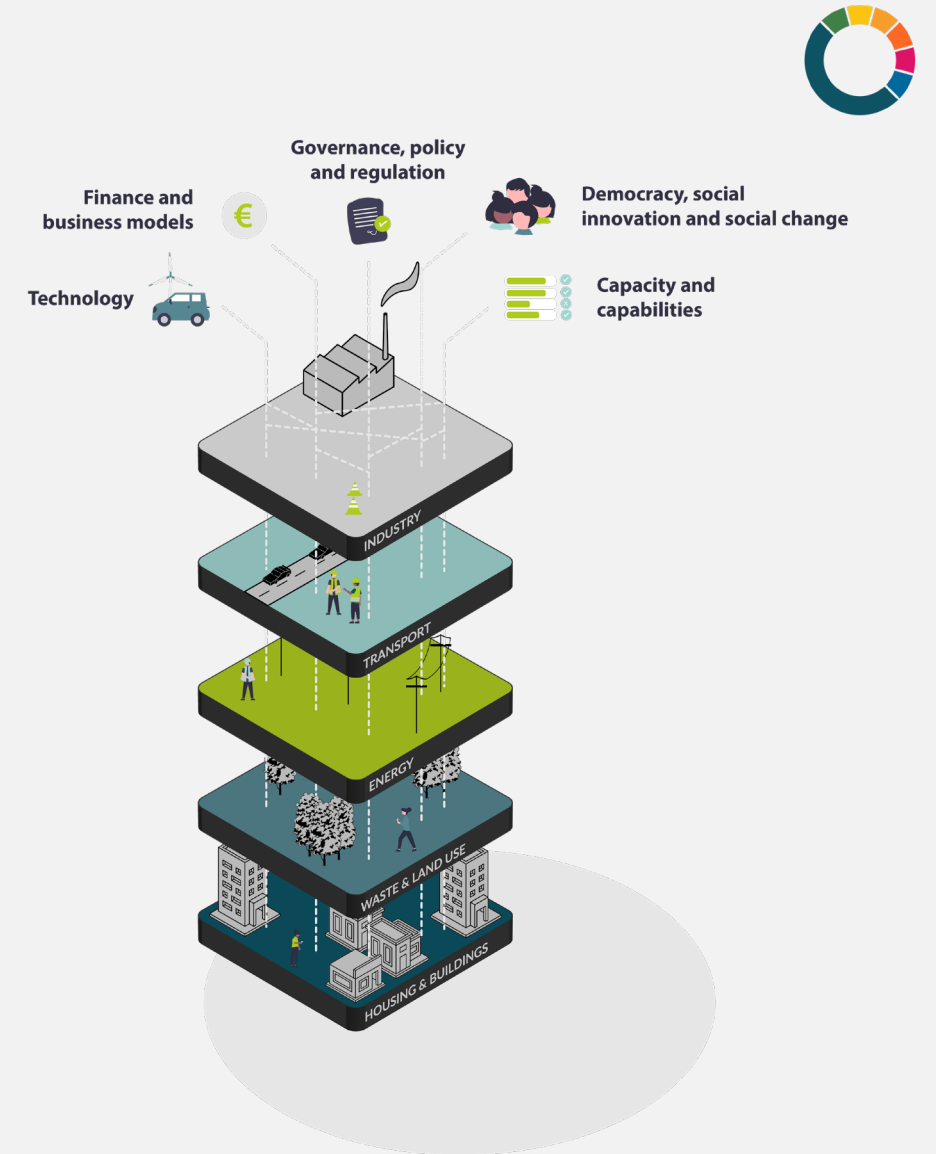 Governance, policy
and regulation
Finance and
business models
€
Democracy, social
innovation and social change
Technology
Capacity and
capabilities
INDUSTRY
TRANSPORT
ENERGY
WASTE & LAND USE
HOUSING & BUILDINGS